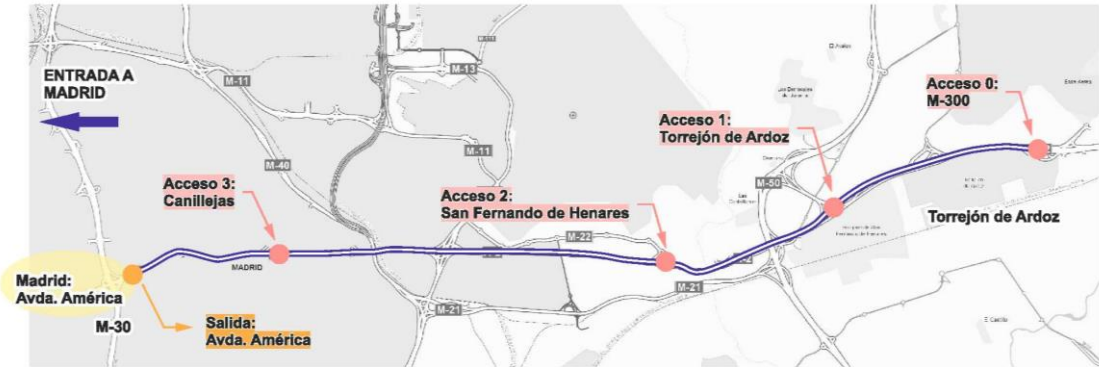 ENTRADA A
MADRID
M-11
M-13
Acceso 0:
M-300
Acceso 1:
Torrejón de Ardoz
M-40
M-11
Acceso 3:
Canillejas
Acceso 2:
San Fernando de Henares
M-50
Torrejón de Ardoz
M-22
MADRID
Madrid:
Avda. América
M-21
M-21
M-30
Salida:
Avda. América
El Castillo